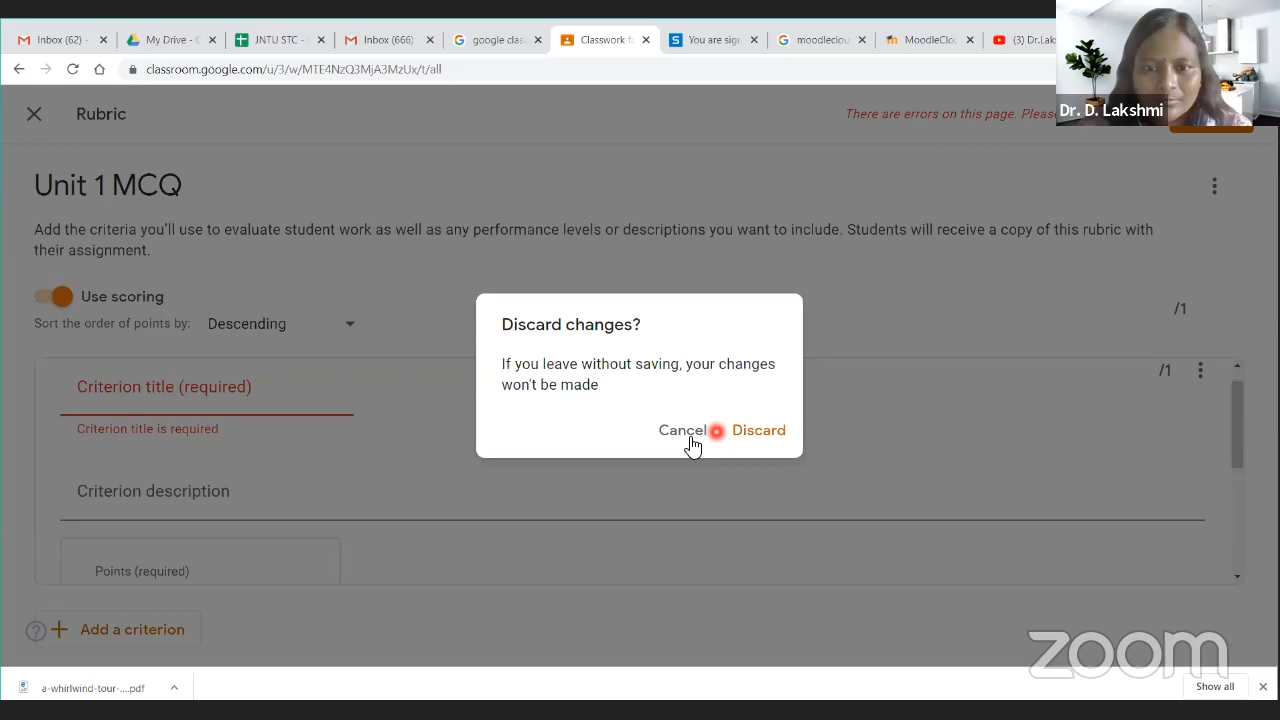 Inbox (62) -
My Drive - G
JNTU STC - G
Inbox (666)
google clas
Classwork f
You are sig
moodleclou
MoodleClou
(3) Dr.Lak
classroom.google.com/u/3/w/MTE4NzQ3MjA3MzUx/t/all
Dr. D. Lakshmi
Rubric
There are errors on this page. Please
Unit 1 MCQ
Add the criteria you'll use to evaluate student work as well as any performance levels or descriptions you want to include. Students will receive a copy of this rubric with
their assignment.
Use scoring
Sort the order of points by:
Descending
/1
Discard changes?
If you leave without saving, your changes
won't be made
Cancel
Discard
Criterion title (required)
/1
Criterion title is required
Criterion description
Points (required)
Add a criterion
zoom
a-whirlwind-tour-....pdf
Show all